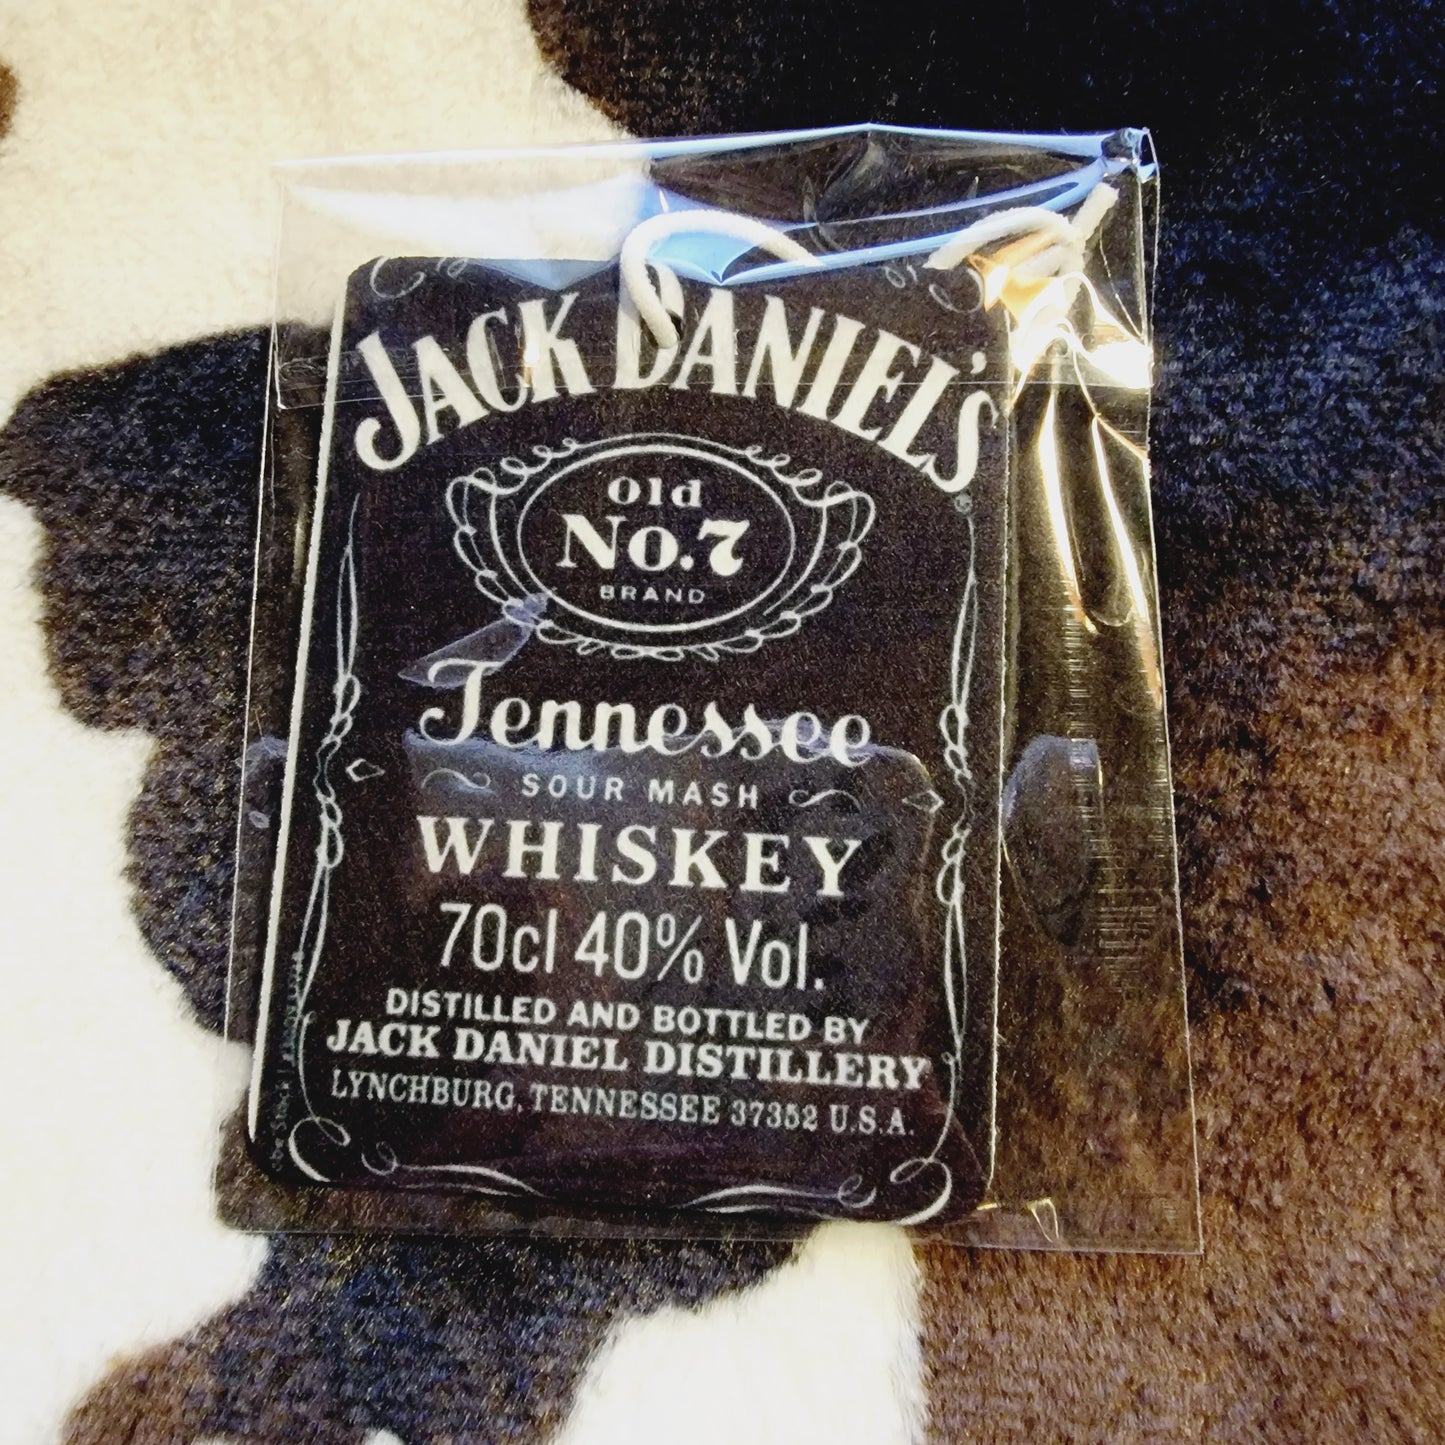 JACK DANIEL'S
Old
No.7
BRAND
Tennessee
SOUR MASH
WHISKEY
70cl 40% Vol.
DISTILLED AND BOTTLED BY
JACK DANIEL DISTILLERY
LYNCHBURG, TENNESSEE 37352 U.S.A.